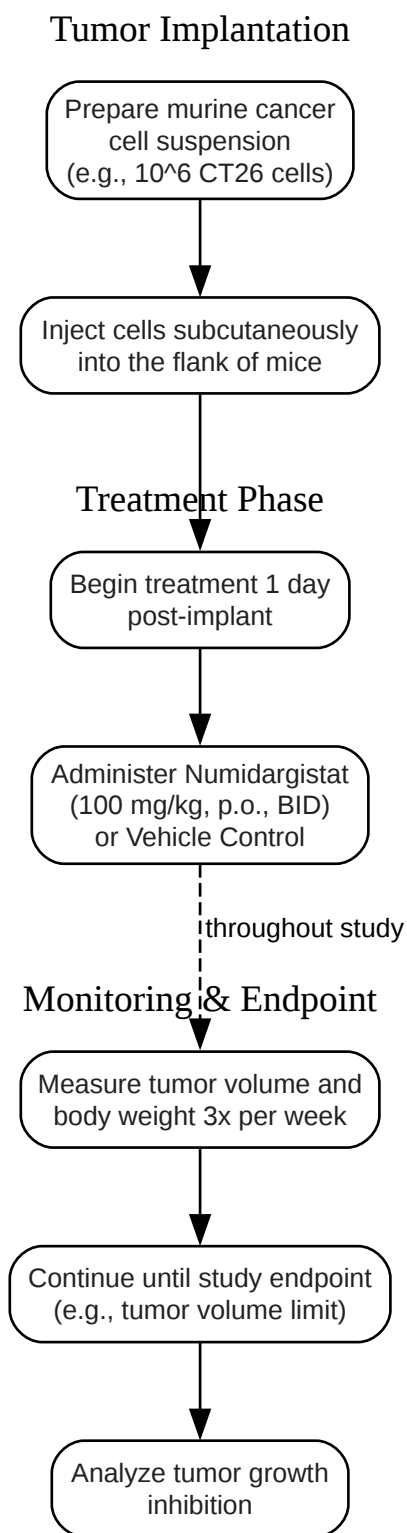 Tumor Implantation
Prepare murine cancer
cell suspension
(e.g., 10^6 CT26 cells)
Inject cells subcutaneously
into the flank of mice
Treatment Phase
Begin treatment 1 day
post-implant
Administer Numidargistat
(100 mg/kg, p.o., BID)
or Vehicle Control
throughout study
Monitoring & Endpoint
Measure tumor volume and
body weight 3x per week
Continue until study endpoint
(e.g., tumor volume limit)
Analyze tumor growth
inhibition